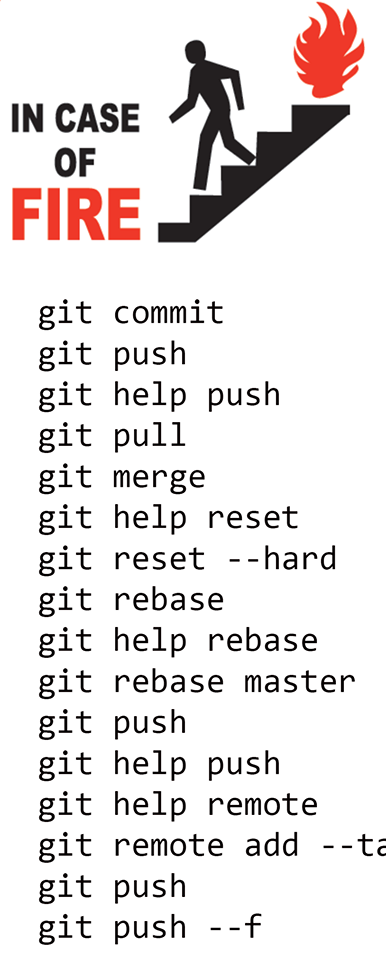 IN CASE
OF
FIRE
git commit
git push
git help push
git pull
git merge
git help reset
git reset --hard
git rebase
git help rebase
git rebase master
git push
git help push
git help remote
git remote add --ta
git push
git push --f